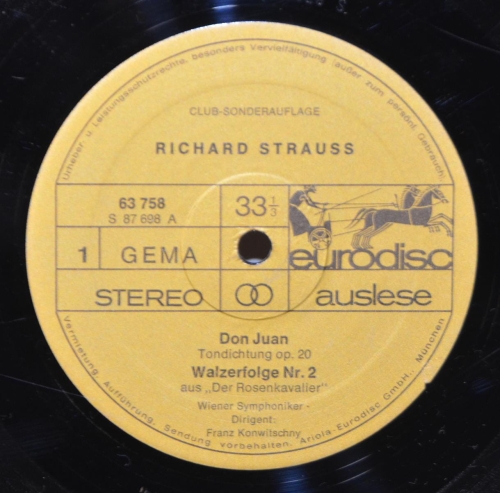 Urheber u. Leistungsschutzrechte, besonders Vervielfältigung (außer zum persönl. Gebrauch)
CLUB-SONDERAUFLAGE
RICHARD STRAUSS
63 758
S 87 698 A
33 1/3
1 GEMA
eurodisc
STEREO
auslese
Don Juan
Tondichtung op. 20
Walzerfolge Nr. 2
aus „Der Rosenkavalier"
Wiener Symphoniker -
Dirigent:
Franz Konwitschny
Vermietung, Aufführung, Sendung vorbehalten. Ariola Eurodisc GmbH., München